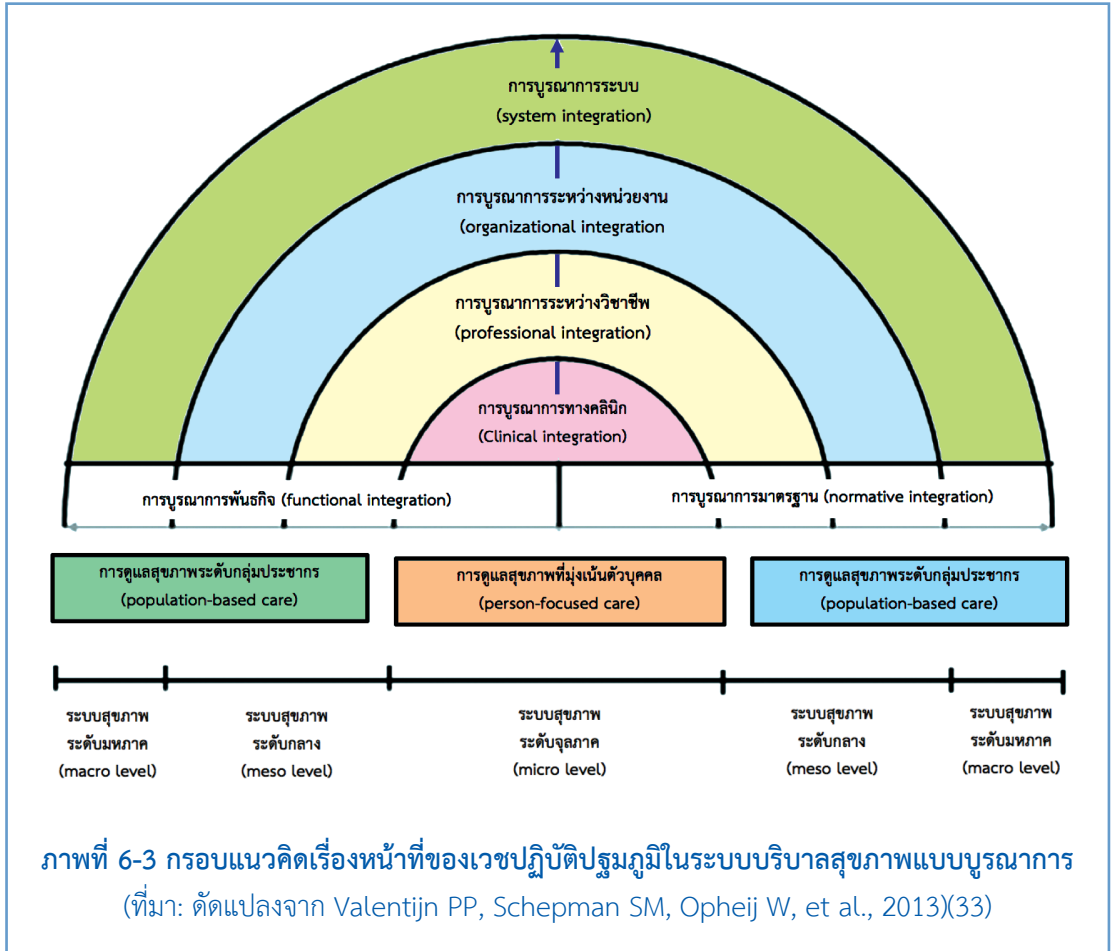 การบูรณาการระบบ
(system integration)
การบูรณาการระหว่างหน่วยงาน
(organizational integration
การบูรณาการระหว่างวิชาชีพ
(professional integration)
การบูรณาการทางคลินิก
(Clinical integration)
การบูรณาการพันธกิจ (functional integration)
การบูรณาการมาตรฐาน (normative integration)
การดูแลสุขภาพระดับกลุ่มประชากร
(population-based care)
การดูแลสุขภาพที่มุ่งเน้นตัวบุคคล
(person-focused care)
การดูแลสุขภาพระดับกลุ่มประชากร
(population-based care)
ระบบสุขภาพ
ระดับมหภาค
(macro level)
ระบบสุขภาพ
ระดับกลาง
(meso level)
ระบบสุขภาพ
ระดับจุลภาค
(micro level)
ระบบสุขภาพ
ระดับกลาง
(meso level)
ระบบสุขภาพ
ระดับมหภาค
(macro level)
ภาพที่ 6-3 กรอบแนวคิดเรื่องหน้าที่ของเวชปฏิบัติปฐมภูมิในระบบบริบาลสุขภาพแบบบูรณาการ
(ที่มา: ดัดแปลงจาก Valentijn PP, Schepman SM, Opheij W, et al., 2013)(33)